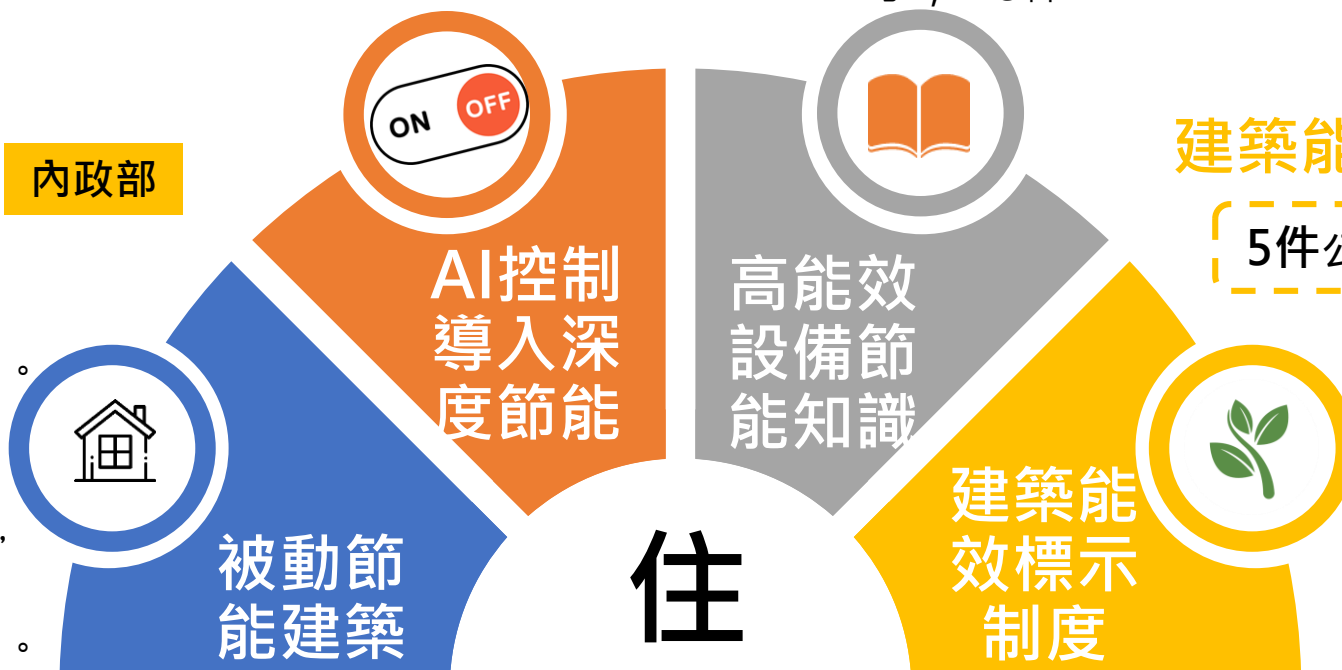 內政部
ON
OFF
AI控制
導入深
度節能
高能效
設備節
能知識
建築能
5件
被動節
能建築
住
建築能
效標示
制度